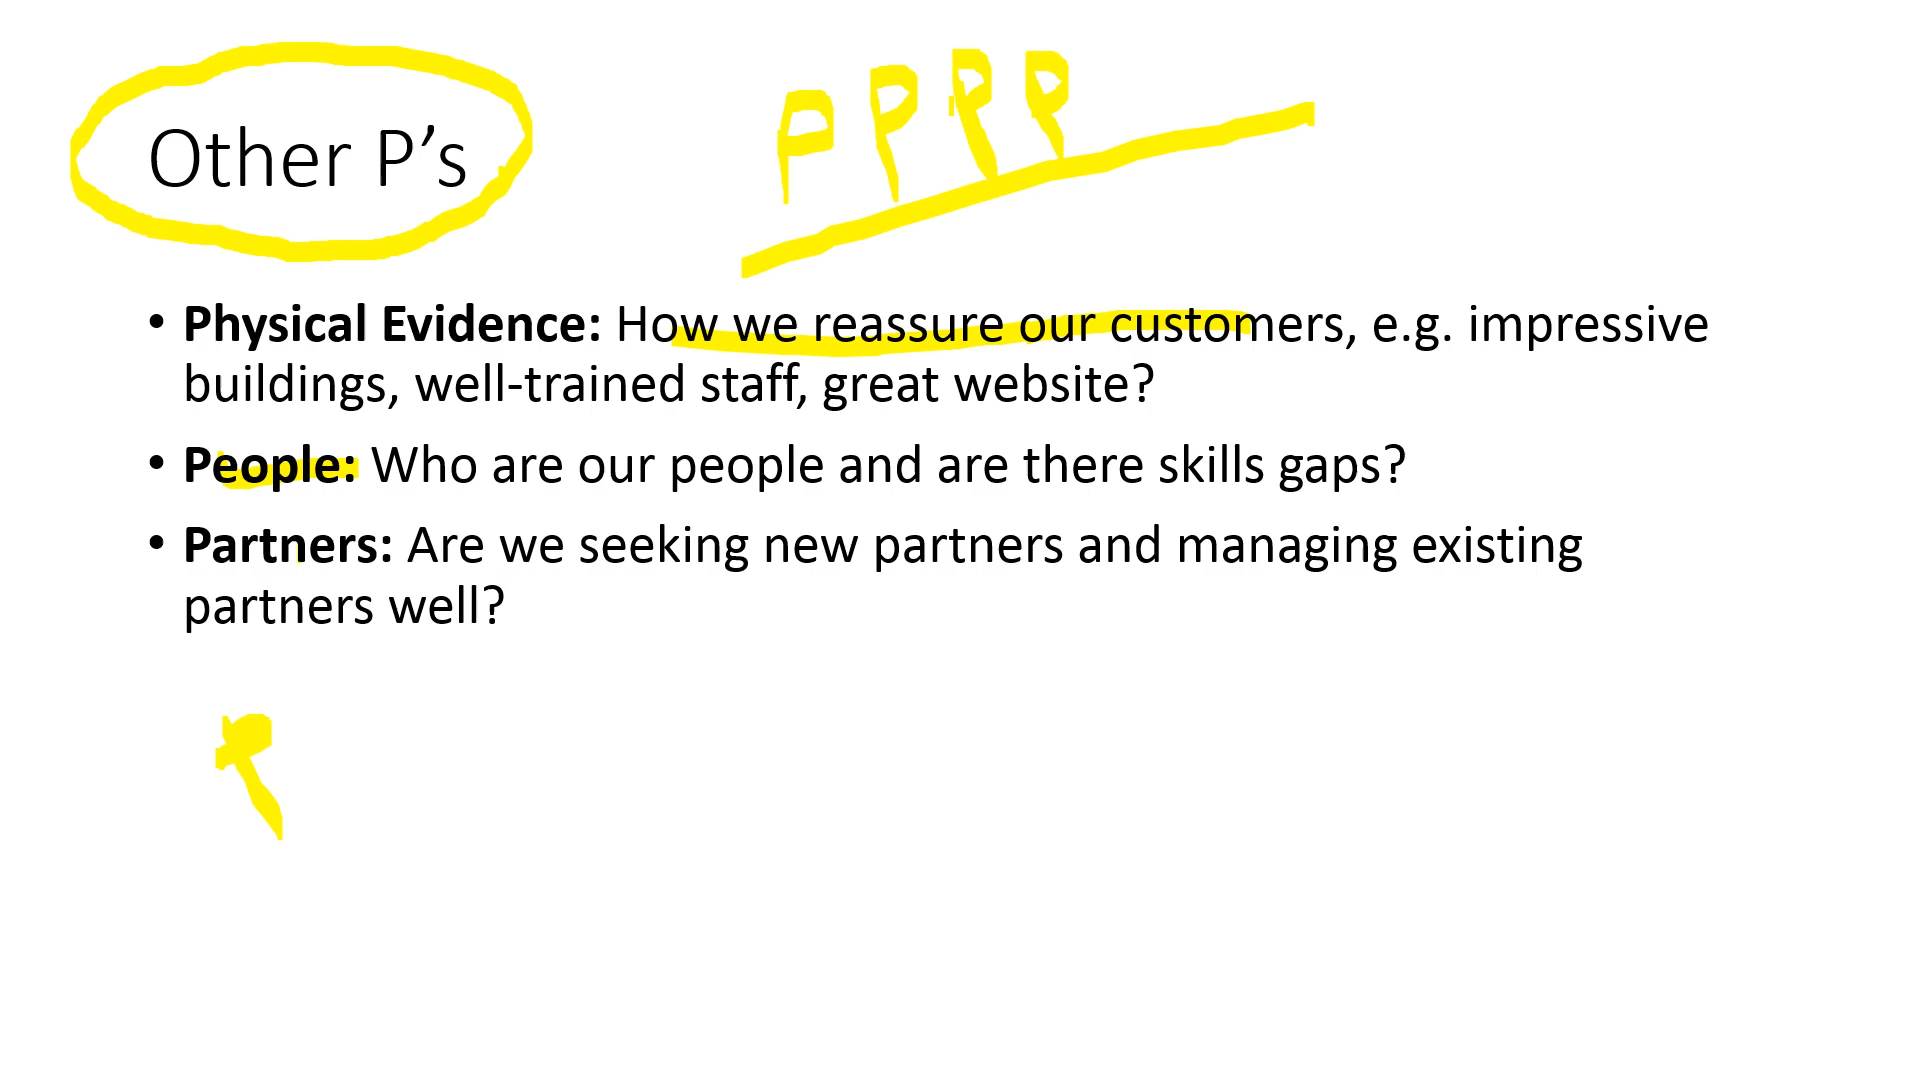 Other P's
P P P P
• Physical Evidence: How we reassure our customers, e.g. impressive
buildings, well-trained staff, great website?
• People: Who are our people and are there skills gaps?
• Partners: Are we seeking new partners and managing existing
partners well?
P